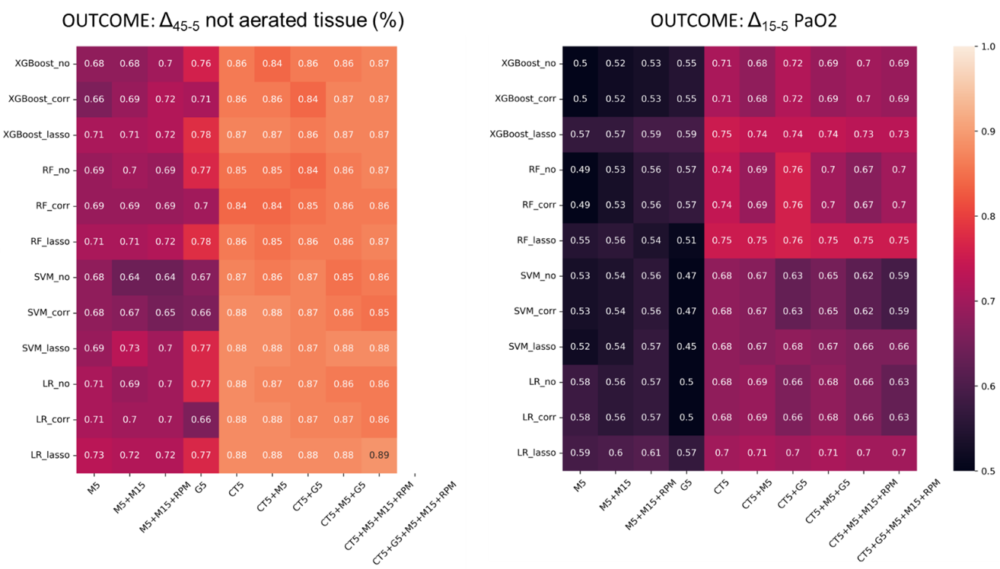 OUTCOME: Δ45-5 not aerated tissue (%)
OUTCOME: Δ15-5 PaO2
XGBoost_no 0.68 0.68 0.7 0.76 0.86 0.84 0.86 0.86 0.87
XGBoost_corr 0.66 0.69 0.72 0.71 0.86 0.86 0.84 0.87 0.87
XGBoost_lasso 0.71 0.71 0.72 0.78 0.87 0.87 0.86 0.87 0.87
RF_no 0.69 0.7 0.69 0.77 0.85 0.85 0.84 0.86 0.87
RF_corr 0.69 0.69 0.69 0.7 0.84 0.84 0.85 0.86 0.86
RF_lasso 0.71 0.71 0.72 0.78 0.86 0.85 0.86 0.86 0.87
SVM_no 0.68 0.64 0.64 0.67 0.87 0.86 0.87 0.85 0.86
SVM_corr 0.68 0.67 0.65 0.66 0.88 0.88 0.87 0.86 0.85
SVM_lasso 0.69 0.73 0.7 0.77 0.88 0.88 0.87 0.88 0.88
LR_no 0.71 0.69 0.7 0.77 0.88 0.87 0.87 0.86 0.86
LR_corr 0.71 0.7 0.7 0.66 0.88 0.88 0.87 0.87 0.86
LR_lasso 0.73 0.72 0.72 0.77 0.88 0.88 0.88 0.88 0.89
M5
M5+M15
M5+M15+RPM
G5
CT5
CT5+M5
CT5+G5
CT5+M5+G5
CT5+M5+M15+RPM
CT5+G5+M5+M15+RPM
XGBoost_no 0.5 0.52 0.53 0.55 0.71 0.68 0.72 0.69 0.7 0.69
XGBoost_corr 0.5 0.52 0.53 0.55 0.71 0.68 0.72 0.69 0.7 0.69
XGBoost_lasso 0.57 0.57 0.59 0.59 0.75 0.74 0.74 0.74 0.73 0.73
RF_no 0.49 0.53 0.56 0.57 0.74 0.69 0.76 0.7 0.67 0.7
RF_corr 0.49 0.53 0.56 0.57 0.74 0.69 0.76 0.7 0.67 0.7
RF_lasso 0.55 0.56 0.54 0.51 0.75 0.75 0.76 0.75 0.75 0.75
SVM_no 0.53 0.54 0.56 0.47 0.68 0.67 0.63 0.65 0.62 0.59
SVM_corr 0.53 0.54 0.56 0.47 0.68 0.67 0.63 0.65 0.62 0.59
SVM_lasso 0.52 0.54 0.57 0.45 0.68 0.67 0.68 0.67 0.66 0.66
LR_no 0.58 0.56 0.57 0.5 0.68 0.69 0.66 0.68 0.66 0.63
LR_corr 0.58 0.56 0.57 0.5 0.68 0.69 0.66 0.68 0.66 0.63
LR_lasso 0.59 0.6 0.61 0.57 0.7 0.71 0.7 0.71 0.7 0.7
M5
M5+M15
M5+M15+RPM
G5
CT5
CT5+M5
CT5+G5
CT5+M5+G5
CT5+M5+M15+RPM
CT5+G5+M5+M15+RPM
1.0
0.9
0.8
0.7
0.6
0.5